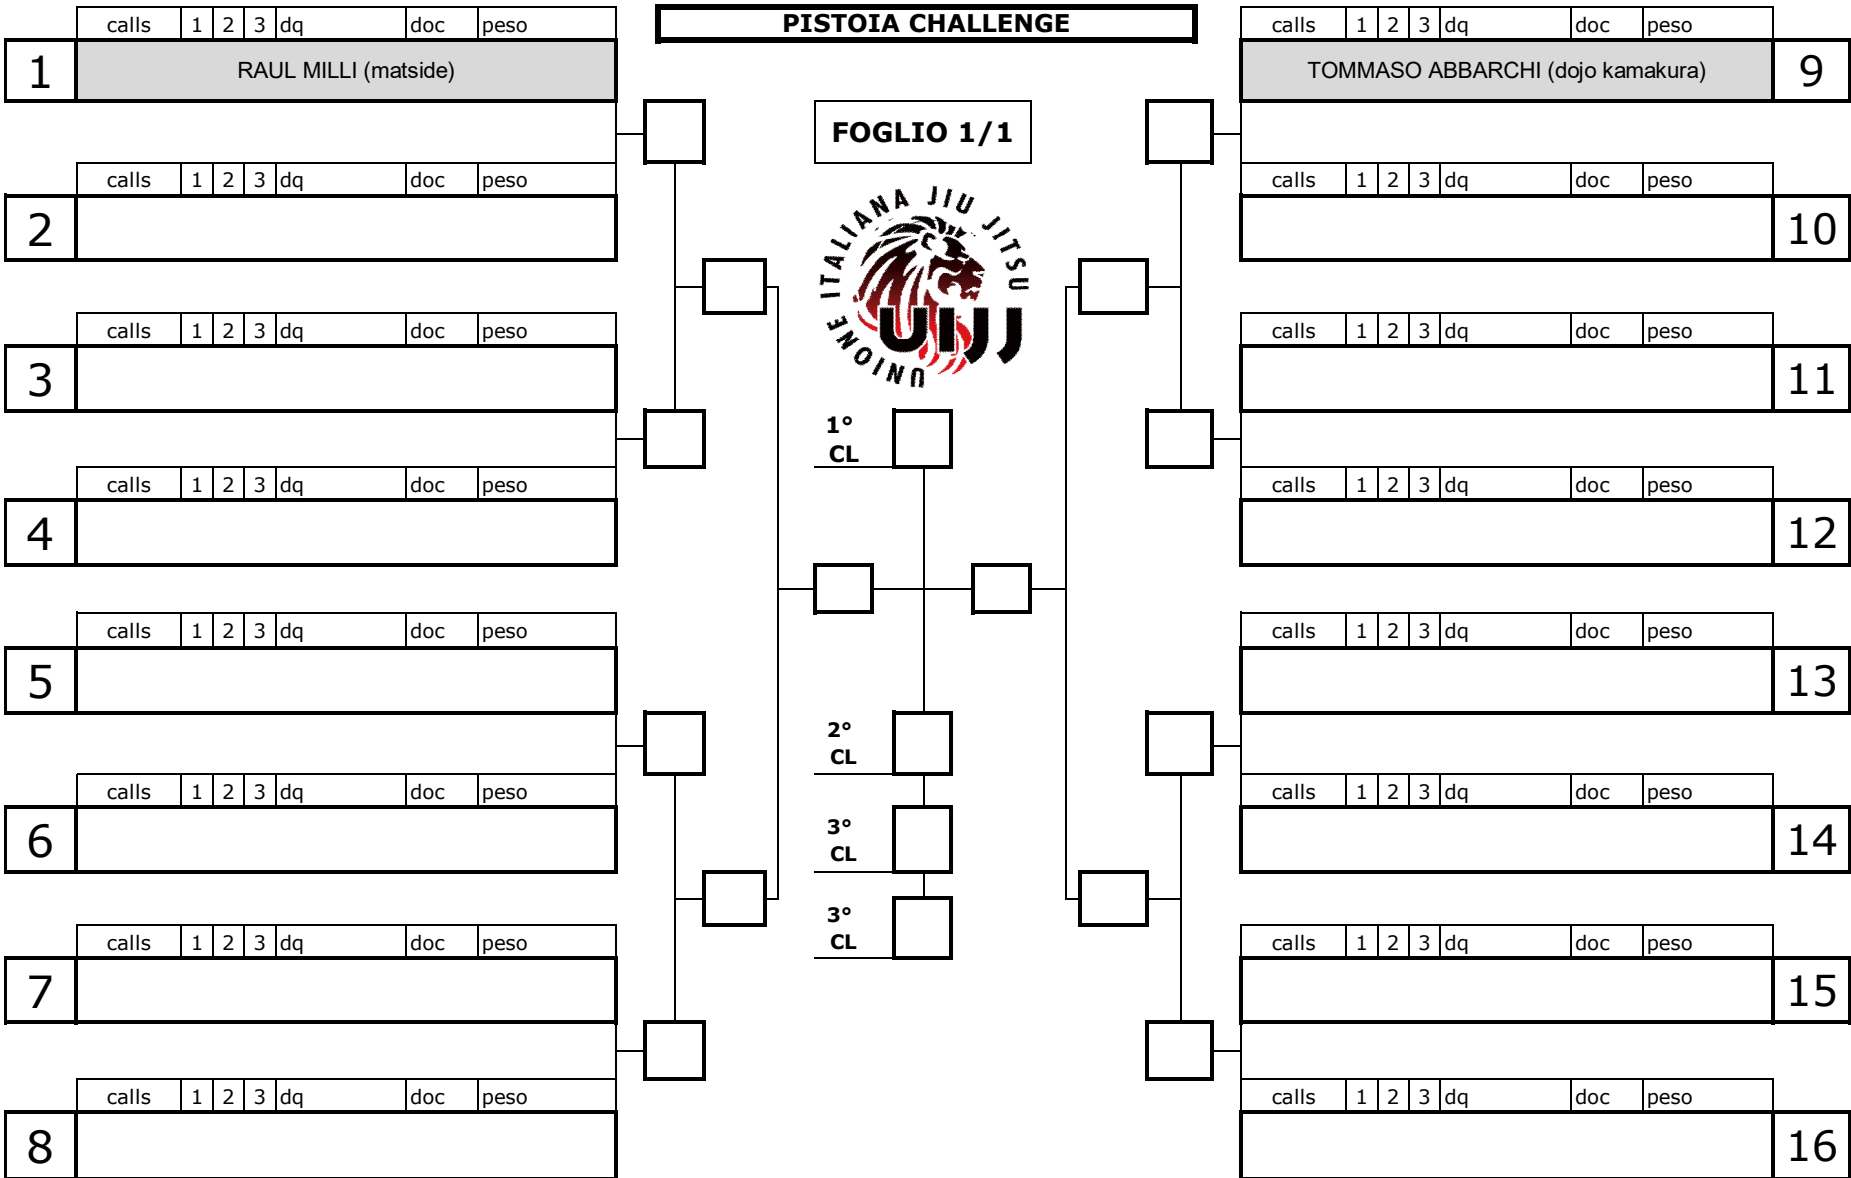 calls 1 2 3 dq doc peso
PISTOIA CHALLENGE
calls 1 2 3 dq doc peso
1 RAUL MILLI (matside)
TOMMASO ABBARCHI (dojo kamakura) 9
FOGLIO 1/1
calls 1 2 3 dq doc peso
calls 1 2 3 dq doc peso
2
10
UNIONE ITALIANA JIU JITSU
UIJJ
calls 1 2 3 dq doc peso
calls 1 2 3 dq doc peso
3
11
1°
CL
calls 1 2 3 dq doc peso
calls 1 2 3 dq doc peso
4
12
calls 1 2 3 dq doc peso
calls 1 2 3 dq doc peso
5
13
2°
CL
calls 1 2 3 dq doc peso
calls 1 2 3 dq doc peso
6
14
3°
CL
3°
CL
calls 1 2 3 dq doc peso
calls 1 2 3 dq doc peso
7
15
calls 1 2 3 dq doc peso
calls 1 2 3 dq doc peso
8
16